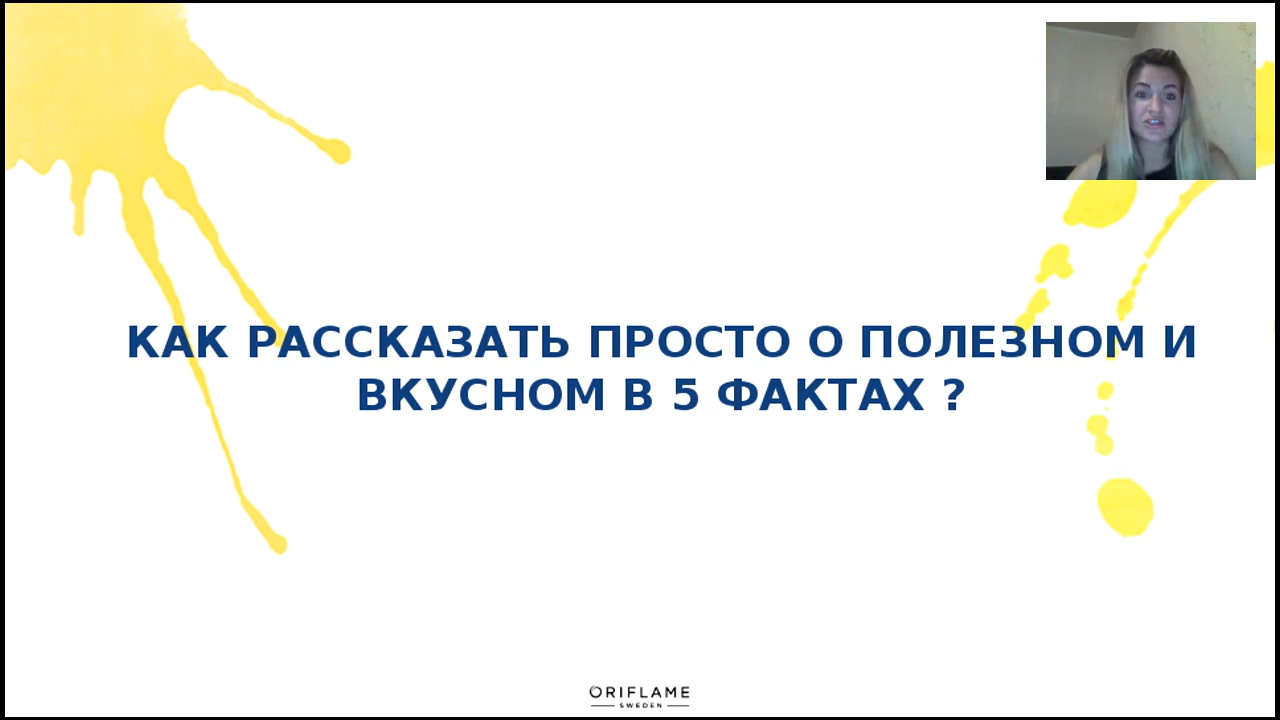 КАК РАССКАЗАТЬ ПРОСТО О ПОЛЕЗНОМ И
ВКУСНОМ В 5 ФАКТАХ ?
ORIFLAME
SWEDEN